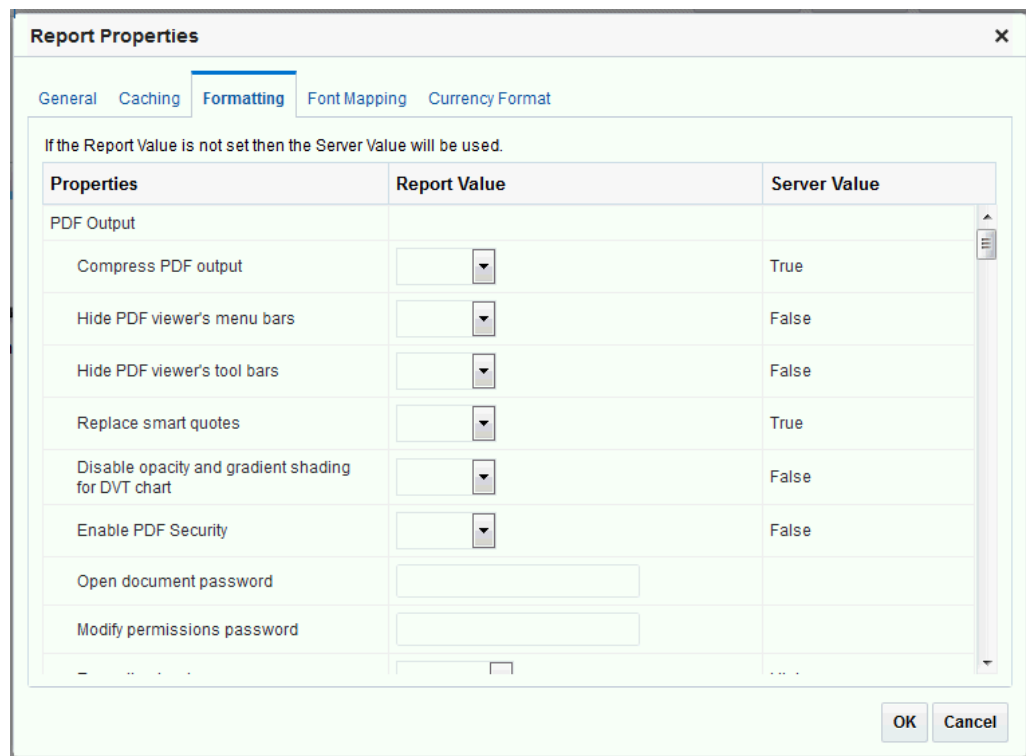 Report Properties
General Caching Formatting Font Mapping Currency Format
If the Report Value is not set then the Server Value will be used.
Properties Report Value Server Value
PDF Output
Compress PDF output True
Hide PDF viewer's menu bars False
Hide PDF viewer's tool bars False
Replace smart quotes True
Disable opacity and gradient shading
for DVT chart False
Enable PDF Security False
Open document password
Modify permissions password
OK Cancel